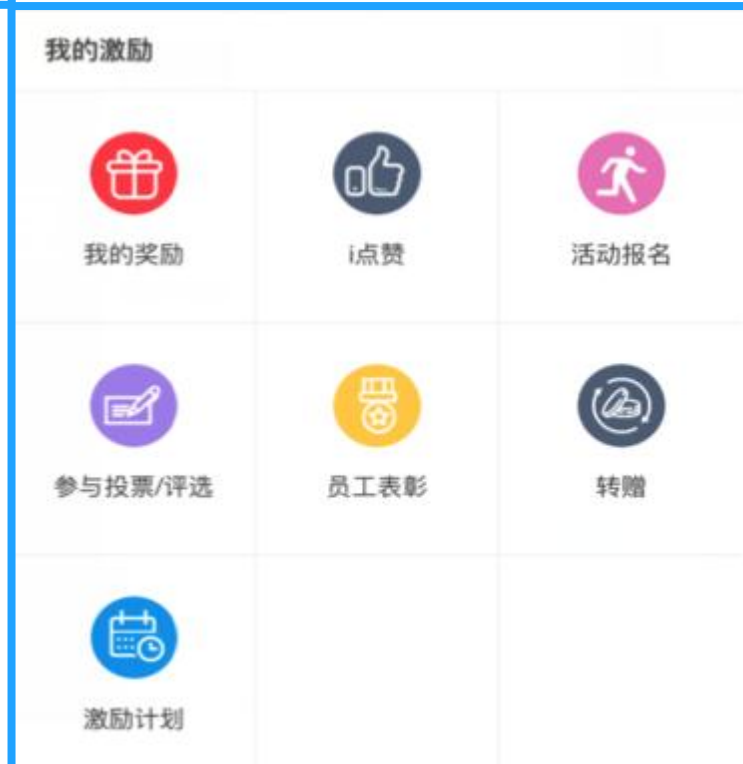 我的激励
我的奖励
i点赞
活动报名
参与投票/评选
员工表彰
转赠
激励计划